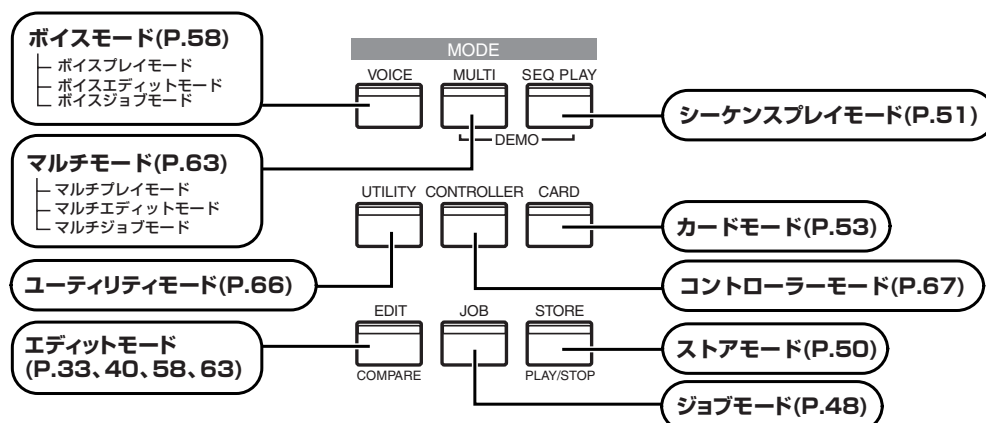 ボイスモード(P.58)
ボイスプレイモード
ボイスエディットモード
ボイスジョブモード
マルチモード(P.63)
マルチプレイモード
マルチエディットモード
マルチジョブモード
ユーティリティモード(P.66)
エディットモード
(P.33、40、58、63)
MODE
VOICE MULTI SEQ PLAY
DEMO
UTILITY CONTROLLER CARD
EDIT JOB STORE
COMPARE PLAY/STOP
シーケンスプレイモード(P.51)
カードモード(P.53)
コントローラーモード(P.67)
ストアモード(P.50)
ジョブモード(P.48)